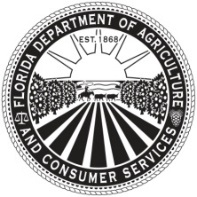 FLORIDA DEPARTMENT OF AGRICULTURE
AND CONSUMER SERVICES
EST. 1868